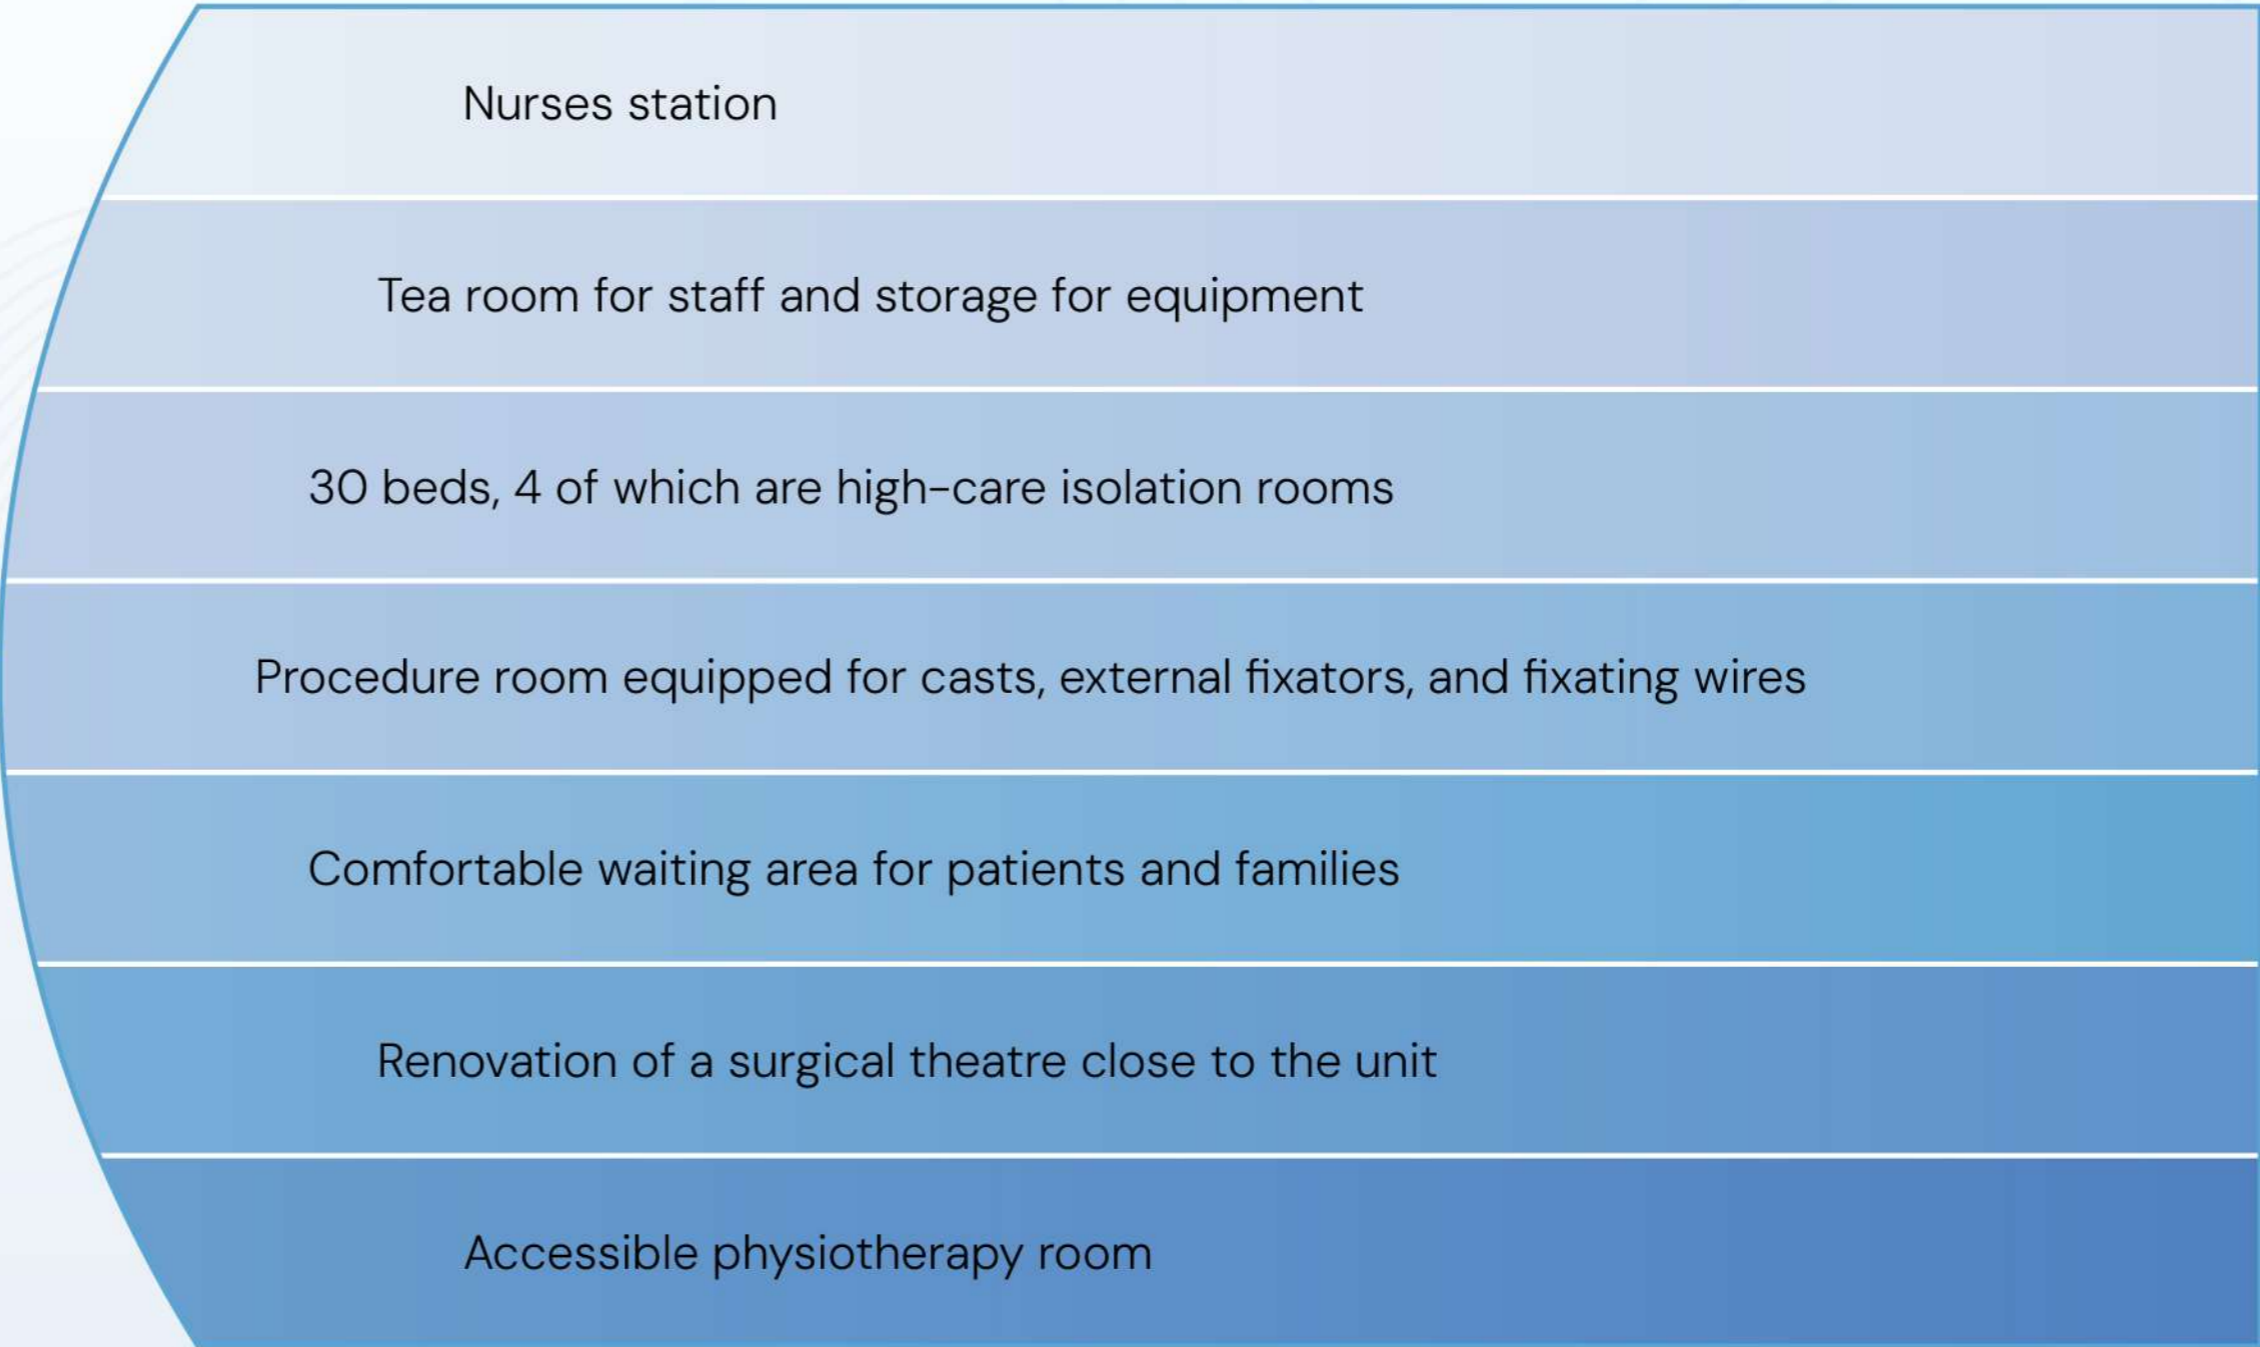 Nurses station
Tea room for staff and storage for equipment
30 beds, 4 of which are high-care isolation rooms
Procedure room equipped for casts, external fixators, and fixating wires
Comfortable waiting area for patients and families
Renovation of a surgical theatre close to the unit
Accessible physiotherapy room